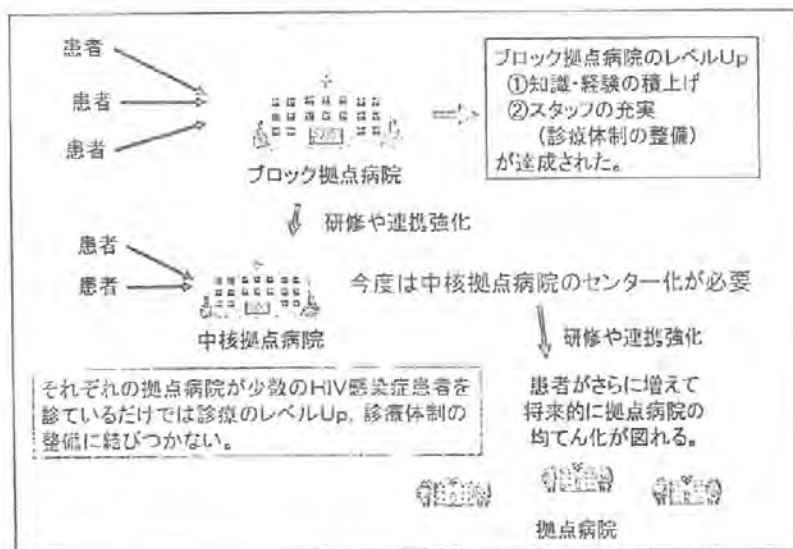 患者
患者
患者
ブロック拠点病院
ブロック拠点病院のレベルUp
①知識・経験の積上げ
②スタッフの充実
(診療体制の整備)
が達成された。
研修や連携強化
患者
患者
中核拠点病院
今度は中核拠点病院のセンター化が必要
研修や連携強化
それぞれの拠点病院が少数のHIV感染症患者を
診ているだけでは診療のレベルUp, 診療体制の
整備に結びつかない。
患者がさらに増えて
将来的に拠点病院の
均てん化が図れる。
拠点病院